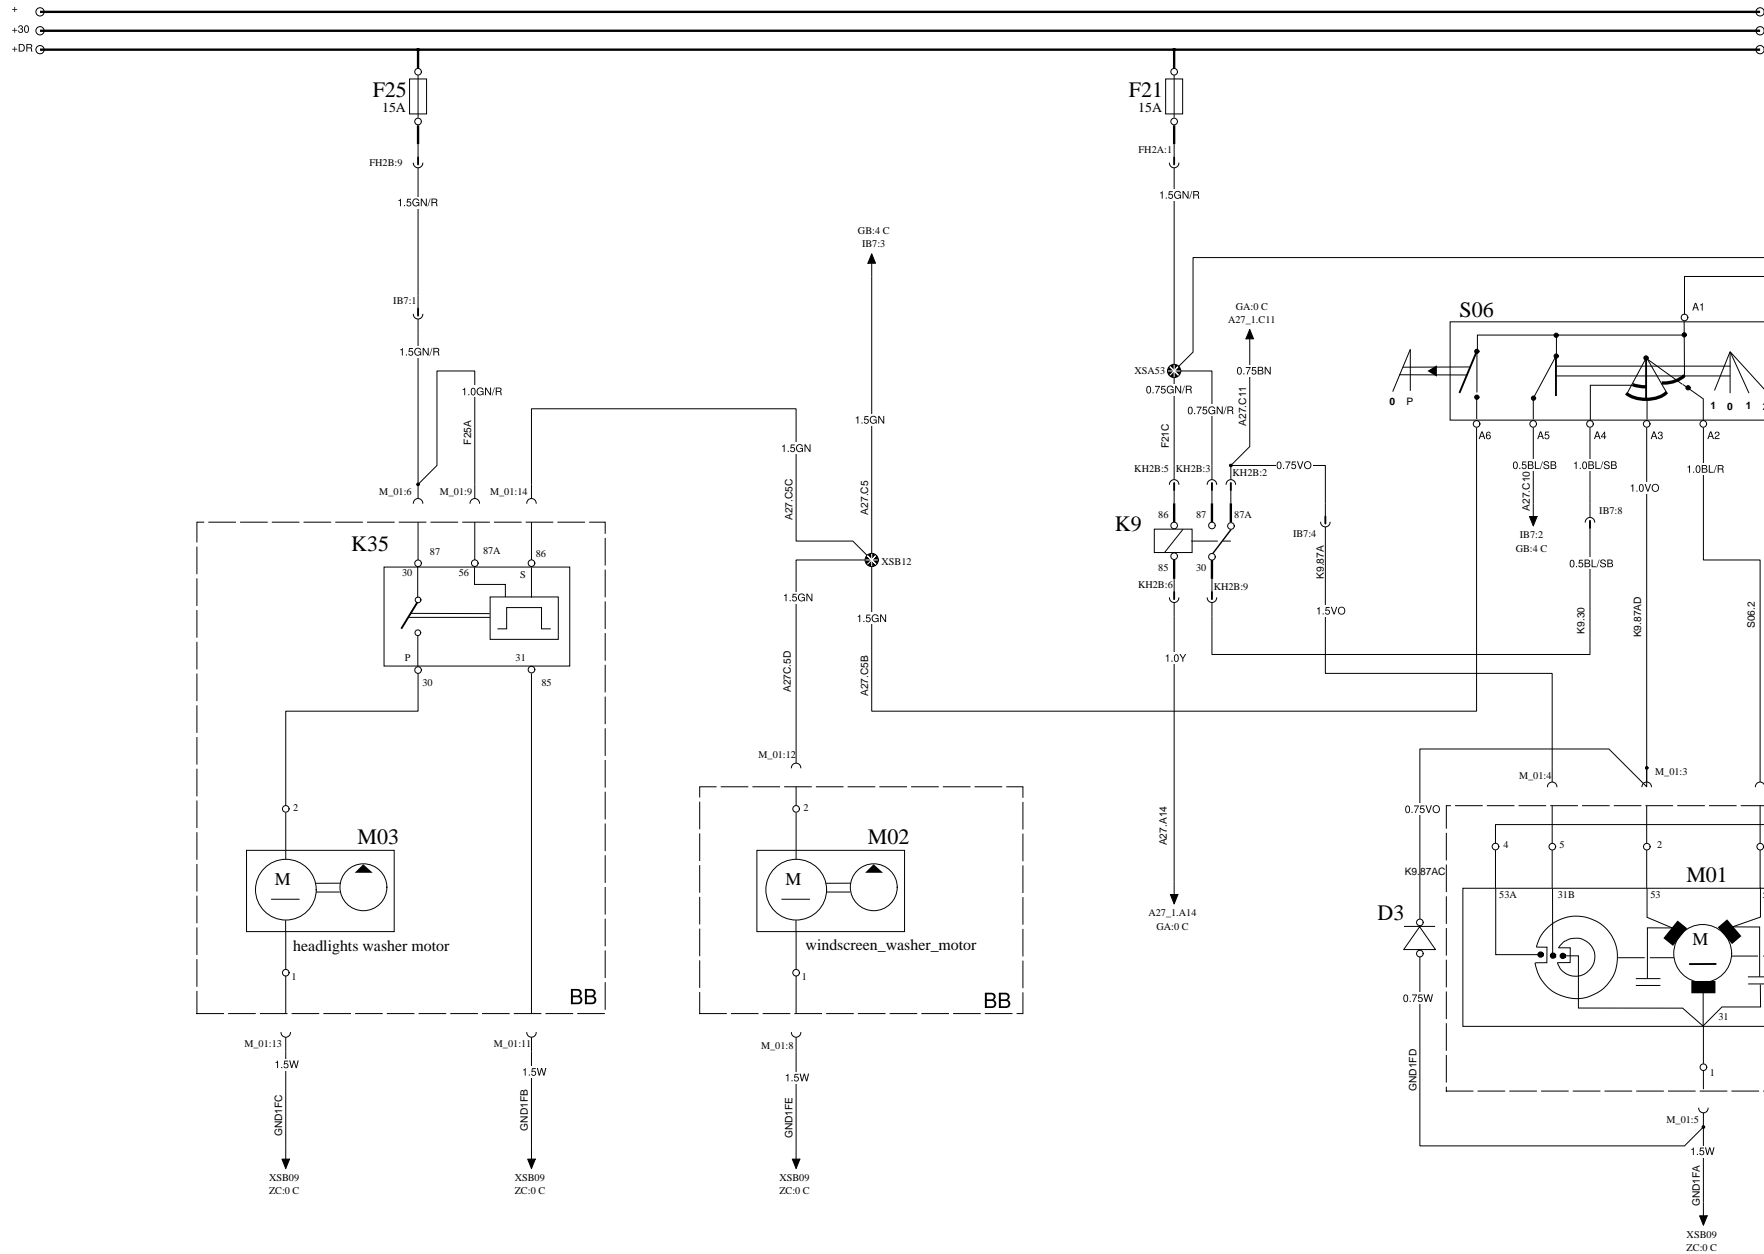 +
+30
+DR
F25
15A
F21
15A
FH2B:9
FH2A:1
1.5GN/R
1.5GN/R
GB:4 C
IB7:3
IB7:1
GA:0 C
A27_1.C11
S06
A1
1.5GN/R
XSA53
0.75GN/R
0.75BN
1.0GN/R
0.75GN/R
A27.C11
0 P
1 0 1
F25A
1.5GN
1.5GN
F21C
A6
A5
A4
A3
A2
KH2B:5
KH2B:3
KH2B:2
0.75VO
0.5BL/SB
1.0BL/SB
1.0BL/R
1.0VO
M_01:6
M_01:9
M_01:14
A27.C5C
A27.C5
A27.C10
IB7:8
86
87
87A
K9
IB7:4
IB7:2
GB:4 C
K35
87
87A
86
30
56
S
XSB12
85
30
KH2B:6
KH2B:9
K9.87A
0.5BL/SB
1.5GN
1.5GN
1.5VO
K9.30
K9.87AD
S06.2
P
31
30
85
A27C.5D
A27.C5B
1.0Y
M_01:12
M_01:4
M_01:3
2
2
0.75VO
M03
M02
A27.A14
4
5
2
K9.87AC
M01
M
M
53A
31B
53
D3
A27_1.A14
GA:0 C
headlights washer motor
windscreen_washer_motor
M
1
1
BB
BB
0.75W
31
M_01:13
M_01:11
M_01:8
1.5W
1.5W
1.5W
GND1FD
1
GND1FC
GND1FB
GND1FE
M_01:5
1.5W
XSB09
ZC:0 C
XSB09
ZC:0 C
XSB09
ZC:0 C
GND1FA
XSB09
ZC:0 C